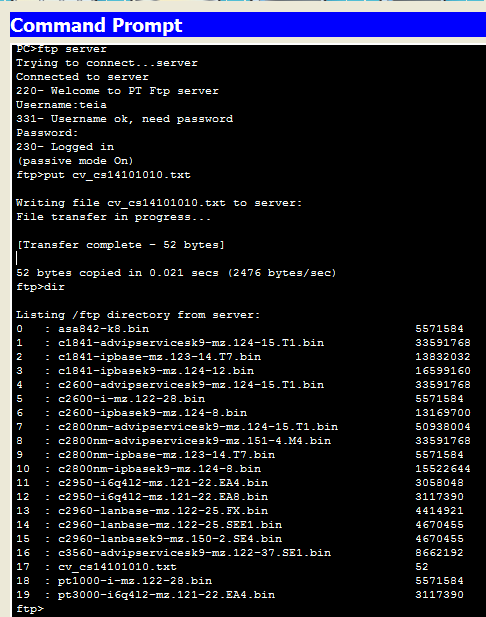 Command Prompt
PC>ftp server
Trying to connect...server
Connected to server
220- Welcome to PT Ftp server
Username:teia
331- Username ok, need password
Password:
230- Logged in
(passive mode On)
ftp>put cv_cs14101010.txt
Writing file cv_cs14101010.txt to server:
File transfer in progress...
[Transfer complete - 52 bytes]
52 bytes copied in 0.021 secs (2476 bytes/sec)
ftp>dir
Listing /ftp directory from server:
0 : asa842-k8.bin 5571584
1 : c1841-advipservicesk9-mz.124-15.T1.bin 33591768
2 : c1841-ipbase-mz.123-14.T7.bin 13832032
3 : c1841-ipbasek9-mz.124-12.bin 16599160
4 : c2600-advipservicesk9-mz.124-15.T1.bin 33591768
5 : c2600-i-mz.122-28.bin 5571584
6 : c2600-ipbasek9-mz.124-8.bin 13169700
7 : c2800nm-advipservicesk9-mz.124-15.T1.bin 50938004
8 : c2800nm-advipservicesk9-mz.151-4.M4.bin 33591768
9 : c2800nm-ipbase-mz.123-14.T7.bin 5571584
10 : c2800nm-ipbasek9-mz.124-8.bin 15522644
11 : c2950-i6q4l2-mz.121-22.EA4.bin 3058048
12 : c2950-i6q4l2-mz.121-22.EA8.bin 3117390
13 : c2960-lanbase-mz.122-25.FX.bin 4414921
14 : c2960-lanbase-mz.122-25.SEE1.bin 4670455
15 : c2960-lanbasek9-mz.150-2.SE4.bin 4670455
16 : c3560-advipservicesk9-mz.122-37.SE1.bin 8662192
17 : cv_cs14101010.txt 52
18 : pt1000-i-mz.122-28.bin 5571584
19 : pt3000-i6q4l2-mz.121-22.EA4.bin 3117390
ftp>